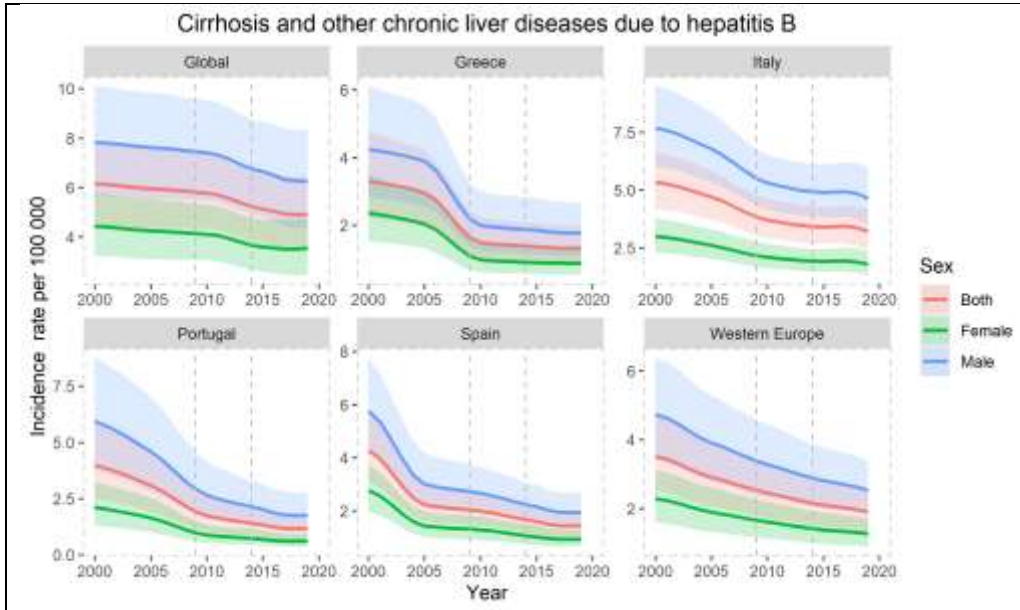 Cirrhosis and other chronic liver diseases due to hepatitis B
Global
Greece
Italy
10
8
6
4
6
4
2
7.5
5.0
2.5
2000 2005 2010 2015 2020
2000 2005 2010 2015 2020
2000 2005 2010 2015 2020
Portugal
Spain
Western Europe
7.5
5.0
2.5
0.0
8
6
4
2
6
4
2
2000 2005 2010 2015 2020
2000 2005 2010 2015 2020
2000 2005 2010 2015 2020
Incidence rate per 100 000
Year
Sex
Both
Female
Male